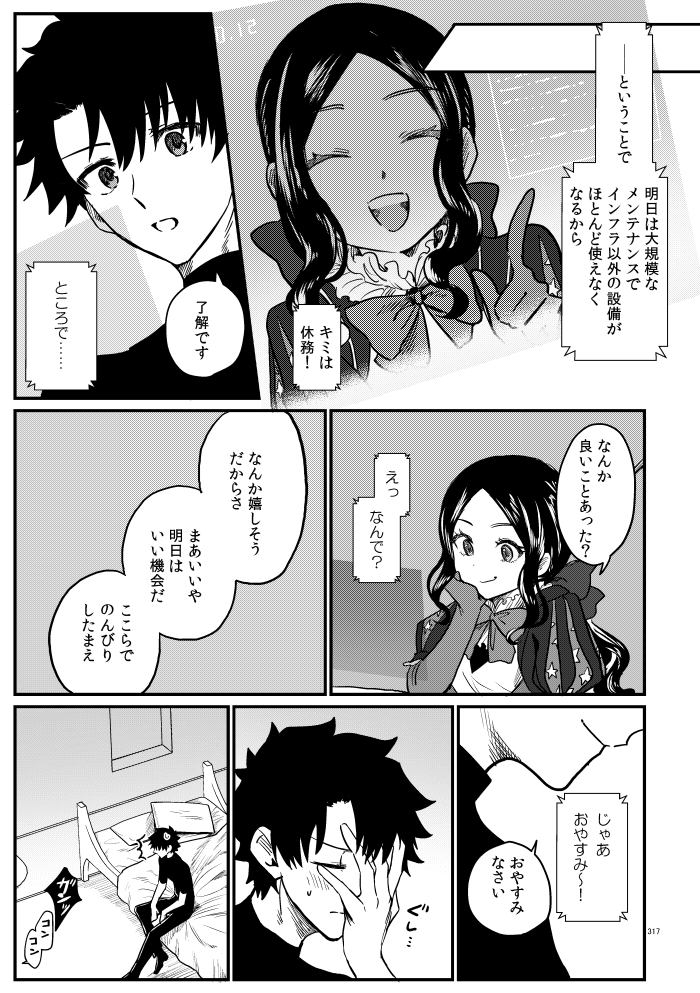 ――ということで
明日は大規模な
メンテナンスで
インフラ以外の設備が
ほとんど使えなく
なるから
0.12
キミは
休務！
了解です
ところで……
なんか
良いことあった？
えっ
なんで？
なんか嬉しそう
だからさ
まあいいや
明日は
いい機会だ
ここらで
のんびり
したまえ
じゃあ
おやすみ〜！
おやすみ
なさい
ぐし…
ガンッ
コン
コン
317